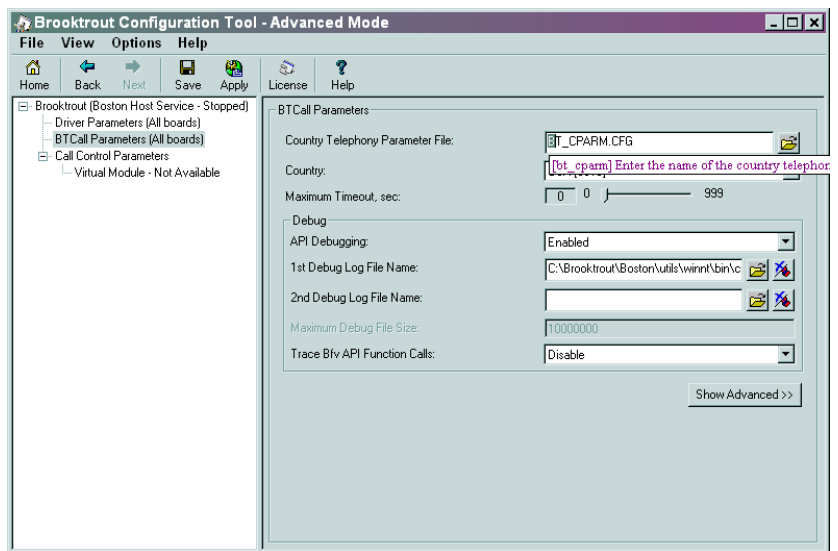 Brooktrout Configuration Tool - Advanced Mode
File View Options Help
Home Back Next Save Apply License Help
Brooktrout (Boston Host Service - Stopped)
Driver Parameters (All boards)
BTCall Parameters (All boards)
Call Control Parameters
Virtual Module - Not Available
BTCall Parameters
Country Telephony Parameter File: BT_CPARM.CFG
[bt_cparm] Enter the name of the country telephon
Country:
Maximum Timeout, sec: 0 0 999
Debug
API Debugging: Enabled
1st Debug Log File Name: C:\Brooktrout\Boston\utils\winnt\bin\c
2nd Debug Log File Name:
Maximum Debug File Size: 10000000
Trace Bfv API Function Calls: Disable
Show Advanced >>